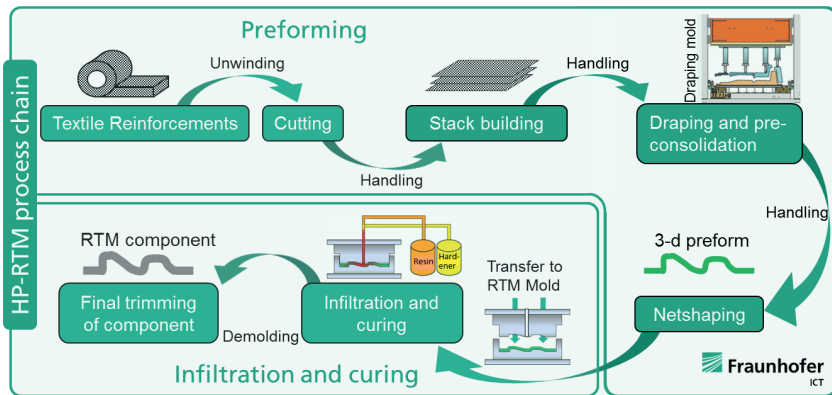 HP-RTM process chain
Preforming
Unwinding
Textile Reinforcements
Cutting
Handling
Stack building
Handling
Draping mold
Draping and pre-
consolidation
Handling
3-d preform
Netshaping
Transfer to
RTM Mold
Resin
Hard-
ener
Infiltration and
curing
Demolding
RTM component
Final trimming
of component
Infiltration and curing
Fraunhofer
ICT